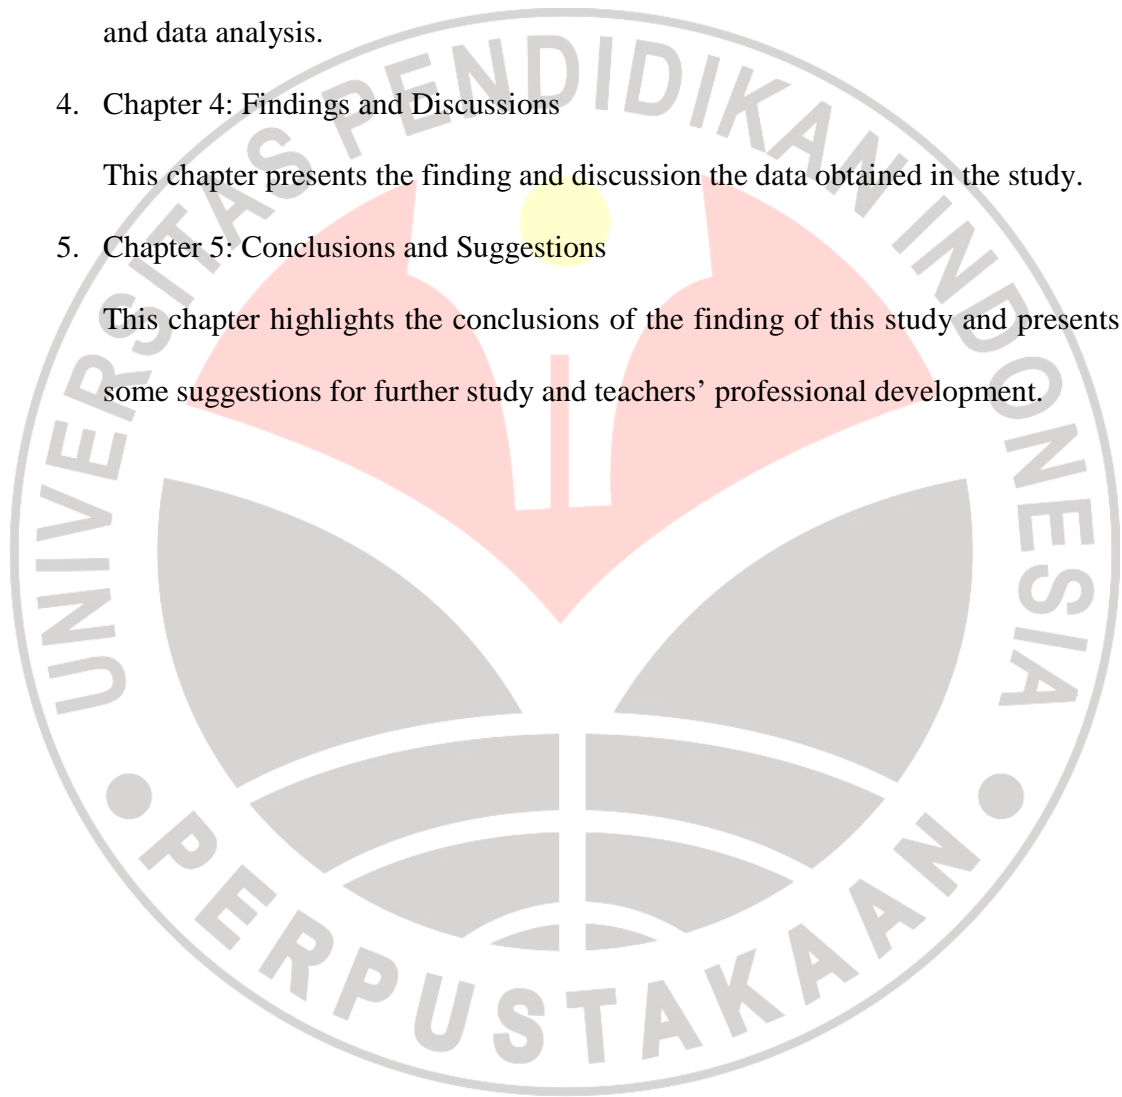 and data analysis.
4. Chapter 4: Findings and Discussions
This chapter presents the finding and discussion the data obtained in the study.
5. Chapter 5: Conclusions and Suggestions
This chapter highlights the conclusions of the finding of this study and presents
some suggestions for further study and teachers’ professional development.
UNIVERSITAS PENDIDIKAN INDONESIA
PERPUSTAKAAN